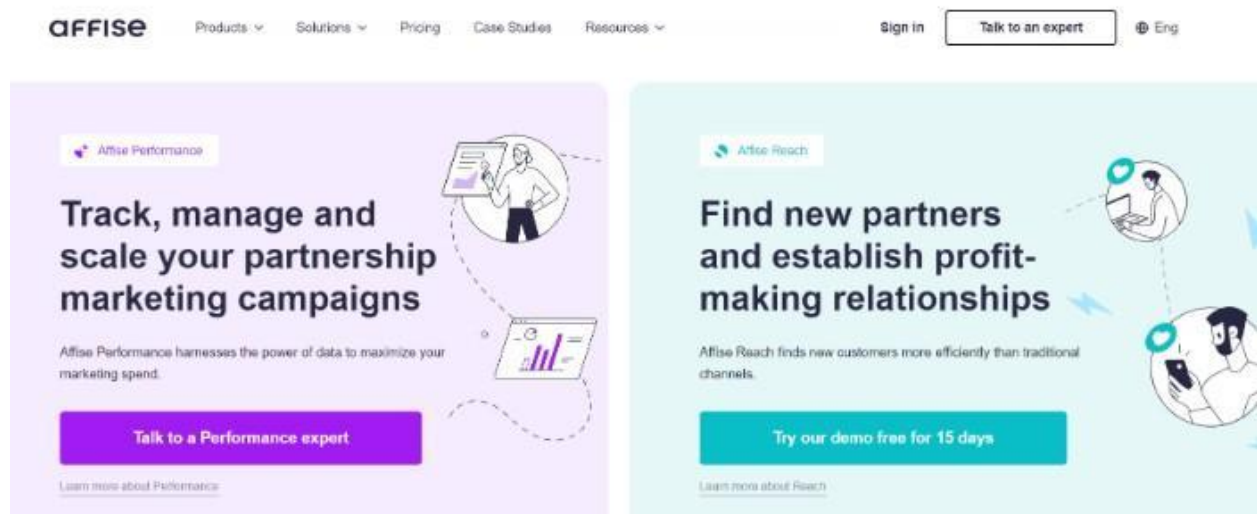 affise
Products
Solutions
Pricing
Case Studies
Resources
Sign in
Talk to an expert
Eng
Affise Performance
Track, manage and
scale your partnership
marketing campaigns
Affise Performance harnesses the power of data to maximize your
marketing spend.
Talk to a Performance expert
Learn more about Performance
Affise Reach
Find new partners
and establish profit-
making relationships
Affise Reach finds new customers more efficiently than traditional
channels.
Try our demo free for 15 days
Learn more about Reach